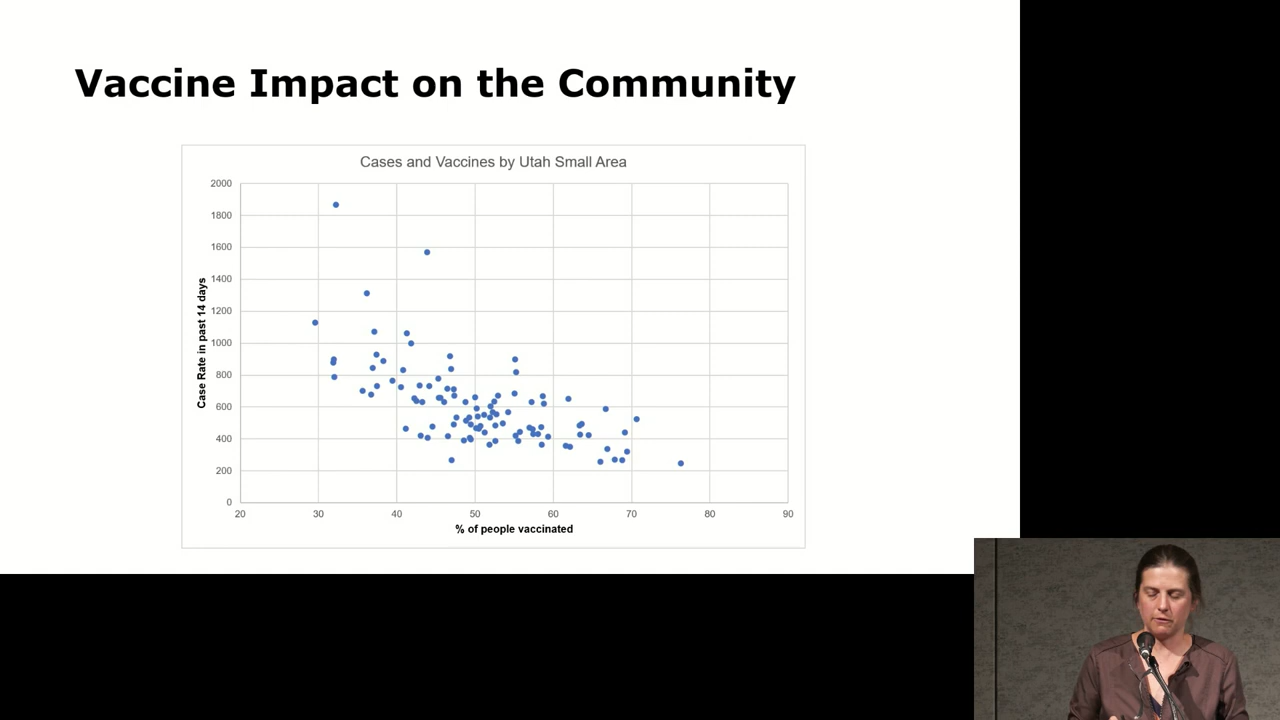 Vaccine Impact on the Community
Cases and Vaccines by Utah Small Area
2000
1800
1600
1400
1200
1000
800
600
400
200
0
Case Rate in past 14 days
20 30 40 50 60 70 80 90
% of people vaccinated